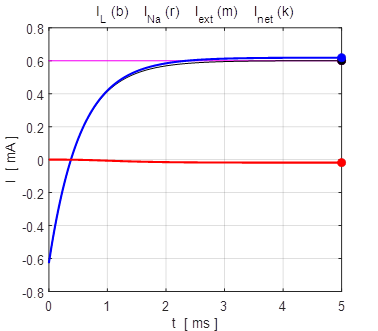 I_L (b) I_Na (r) I_ext (m) I_net (k)
0.8
0.6
0.4
0.2
0
-0.2
-0.4
-0.6
-0.8
I [ mA ]
0 1 2 3 4 5
t [ ms ]